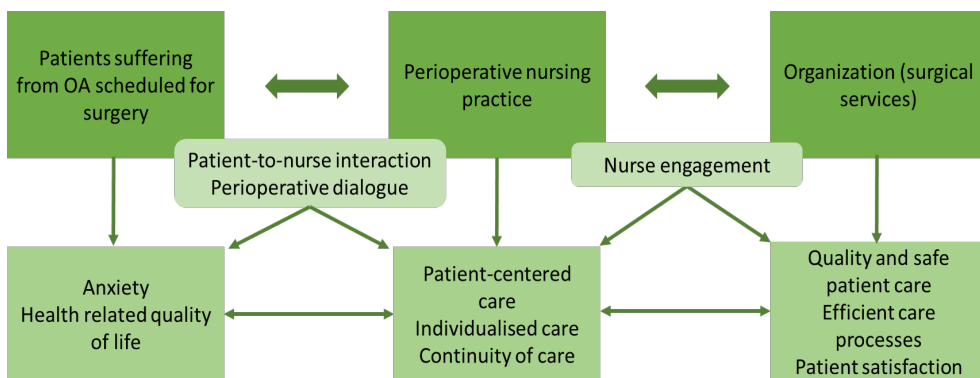 Patients suffering
from OA scheduled for
surgery
Perioperative nursing
practice
Organization (surgical
services)
Patient-to-nurse interaction
Perioperative dialogue
Nurse engagement
Anxiety
Health related quality
of life
Patient-centered
care
Individualised care
Continuity of care
Quality and safe
patient care
Efficient care
processes
Patient satisfaction